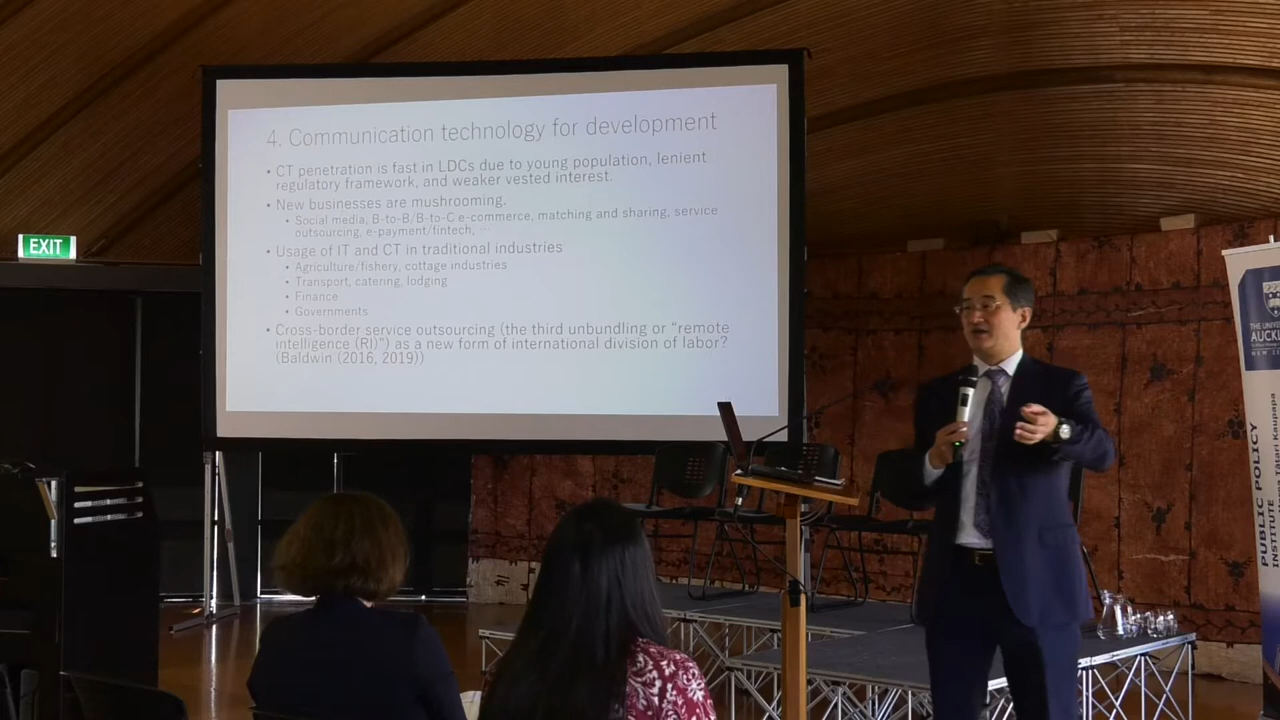 4. Communication technology for development
• CT penetration is fast in LDCs due to young population, lenient
regulatory framework, and weaker vested interest.
• New businesses are mushrooming.
• Social media, B-to-B/B-to-C e-commerce, matching and sharing, service
outsourcing, e-payment/fintech, …
• Usage of IT and CT in traditional industries
• Agriculture/fishery, cottage industries
• Transport, catering, lodging
• Finance
• Governments
• Cross-border service outsourcing (the third unbundling or “remote
intelligence (RI)”) as a new form of international division of labor?
(Baldwin (2016, 2019))
EXIT
PUBLIC POLICY
INSTITUTE
Kaupapa